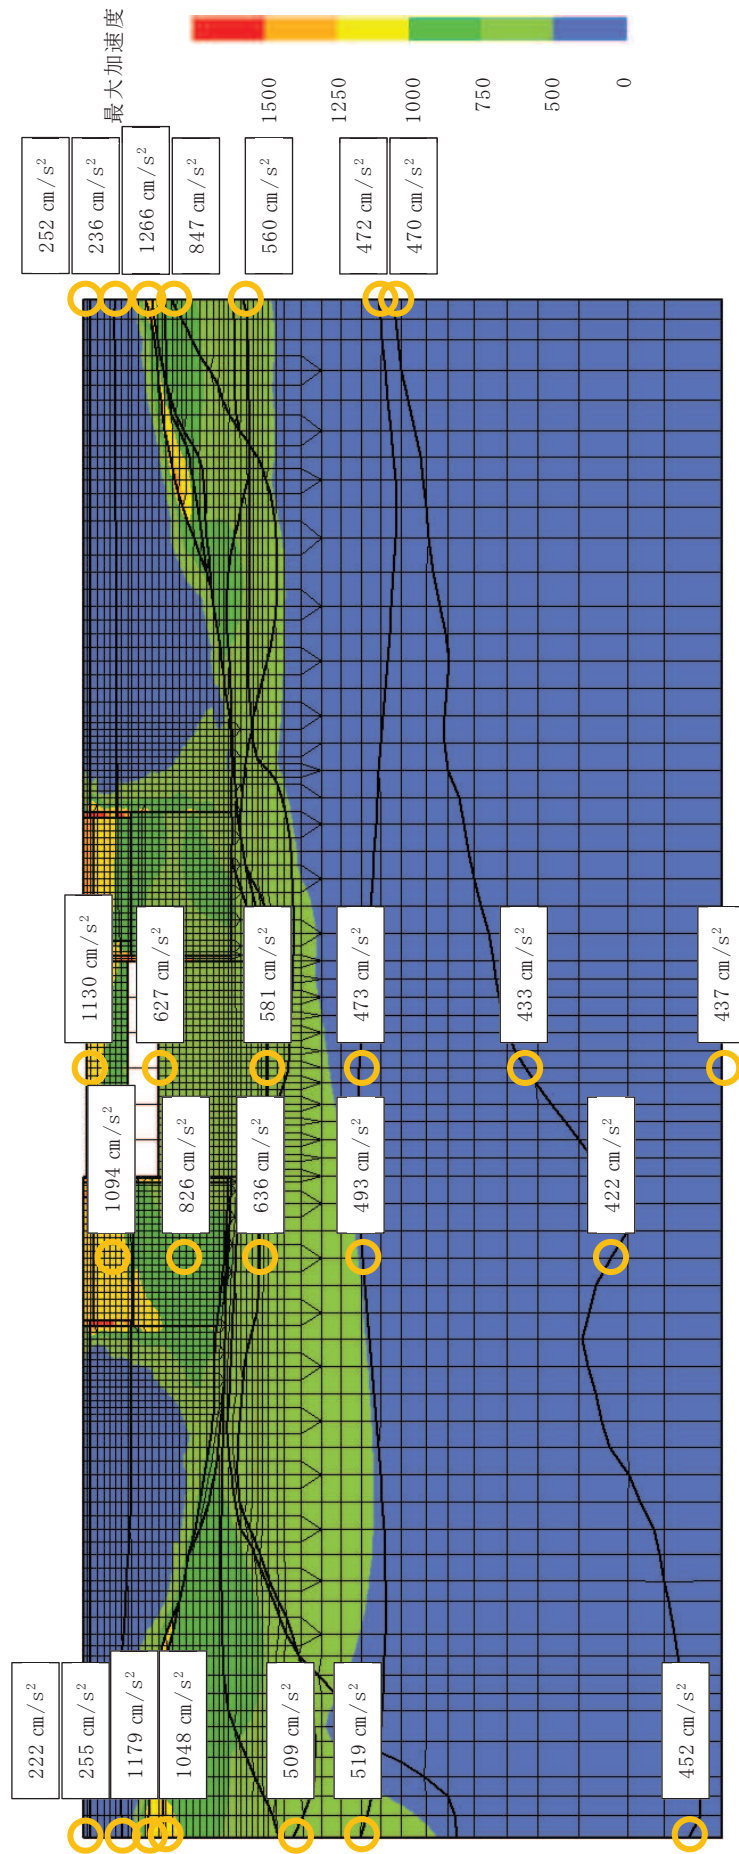 最大加速度
1500
1250
1000
750
500
0
252 cm/s²
236 cm/s²
1266 cm/s²
847 cm/s²
560 cm/s²
472 cm/s²
470 cm/s²
1130 cm/s²
627 cm/s²
581 cm/s²
473 cm/s²
433 cm/s²
437 cm/s²
1094 cm/s²
826 cm/s²
636 cm/s²
493 cm/s²
422 cm/s²
222 cm/s²
255 cm/s²
1179 cm/s²
1048 cm/s²
509 cm/s²
519 cm/s²
452 cm/s²